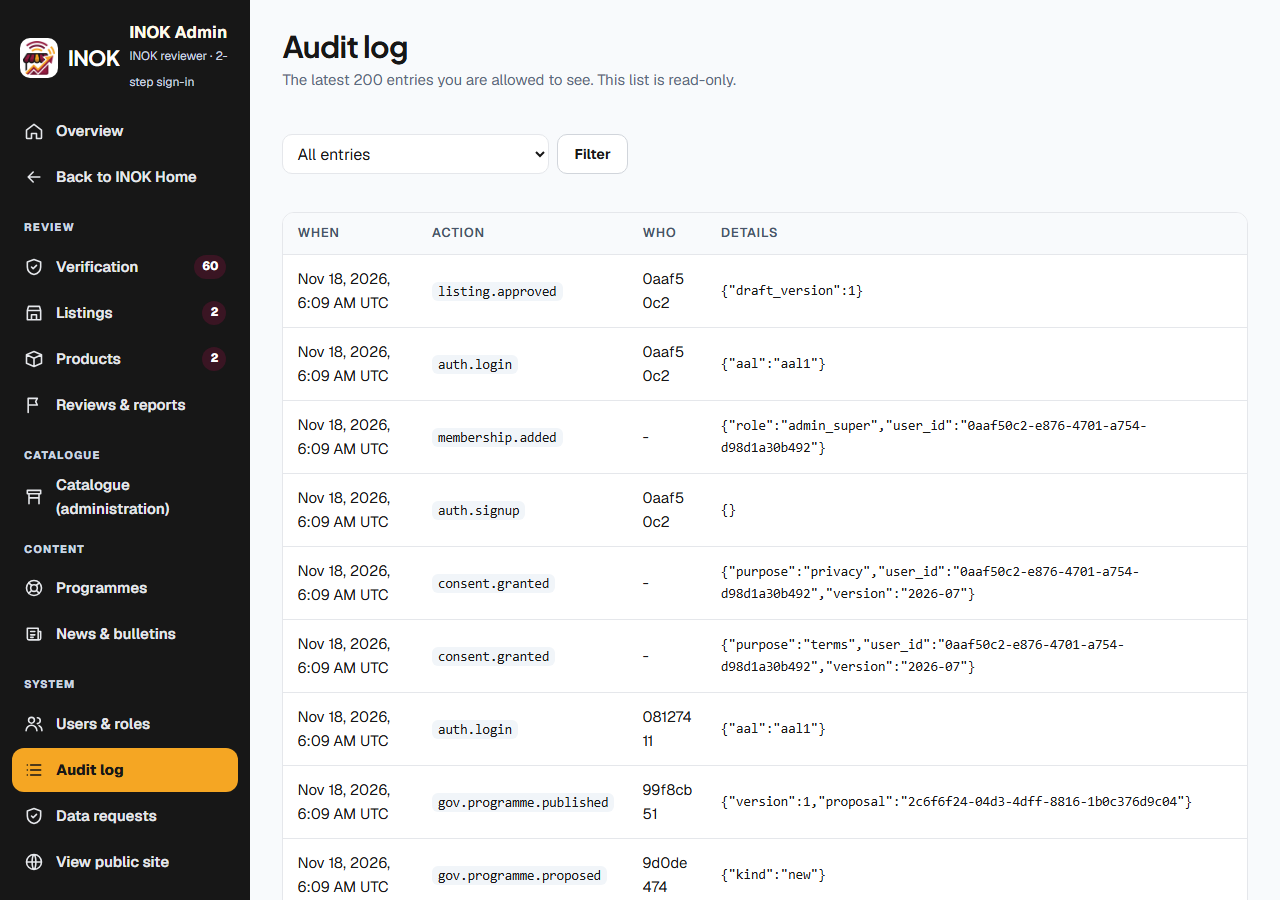 INOK
INOK Admin
INOK reviewer · 2-
step sign-in
Overview
Back to INOK Home
REVIEW
Verification 60
Listings 2
Products 2
Reviews & reports
CATALOGUE
Catalogue
(administration)
CONTENT
Programmes
News & bulletins
SYSTEM
Users & roles
Audit log
Data requests
View public site
Audit log
The latest 200 entries you are allowed to see. This list is read-only.
All entries Filter
WHEN ACTION WHO DETAILS
Nov 18, 2026,
6:09 AM UTC
listing.approved
0aaf5
0c2
{"draft_version":1}
Nov 18, 2026,
6:09 AM UTC
auth.login
0aaf5
0c2
{"aal":"aal1"}
Nov 18, 2026,
6:09 AM UTC
membership.added
-
{"role":"admin_super","user_id":"0aaf50c2-e876-4701-a754-
d98d1a30b492"}
Nov 18, 2026,
6:09 AM UTC
auth.signup
0aaf5
0c2
{}
Nov 18, 2026,
6:09 AM UTC
consent.granted
-
{"purpose":"privacy","user_id":"0aaf50c2-e876-4701-a754-
d98d1a30b492","version":"2026-07"}
Nov 18, 2026,
6:09 AM UTC
consent.granted
-
{"purpose":"terms","user_id":"0aaf50c2-e876-4701-a754-
d98d1a30b492","version":"2026-07"}
Nov 18, 2026,
6:09 AM UTC
auth.login
081274
11
{"aal":"aal1"}
Nov 18, 2026,
6:09 AM UTC
gov.programme.published
99f8cb
51
{"version":1,"proposal":"2c6f6f24-04d3-4dff-8816-1b0c376d9c04"}
Nov 18, 2026,
6:09 AM UTC
gov.programme.proposed
9d0de
474
{"kind":"new"}